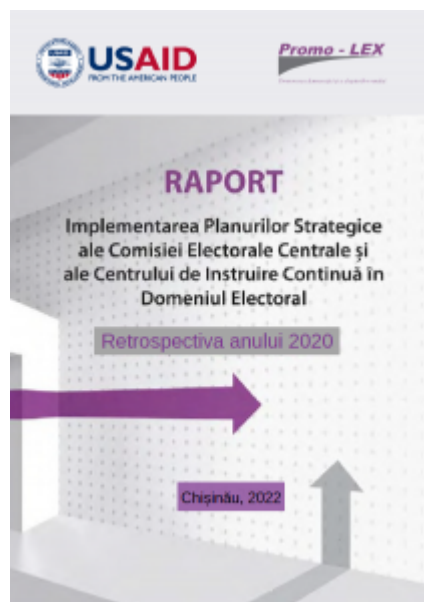 USAID
FROM THE AMERICAN PEOPLE
Promo - LEX
RAPORT
Implementarea Planurilor Strategice
ale Comisiei Electorale Centrale și
ale Centrului de Instruire Continuă în
Domeniul Electoral
Retrospectiva anului 2020
Chișinău, 2022